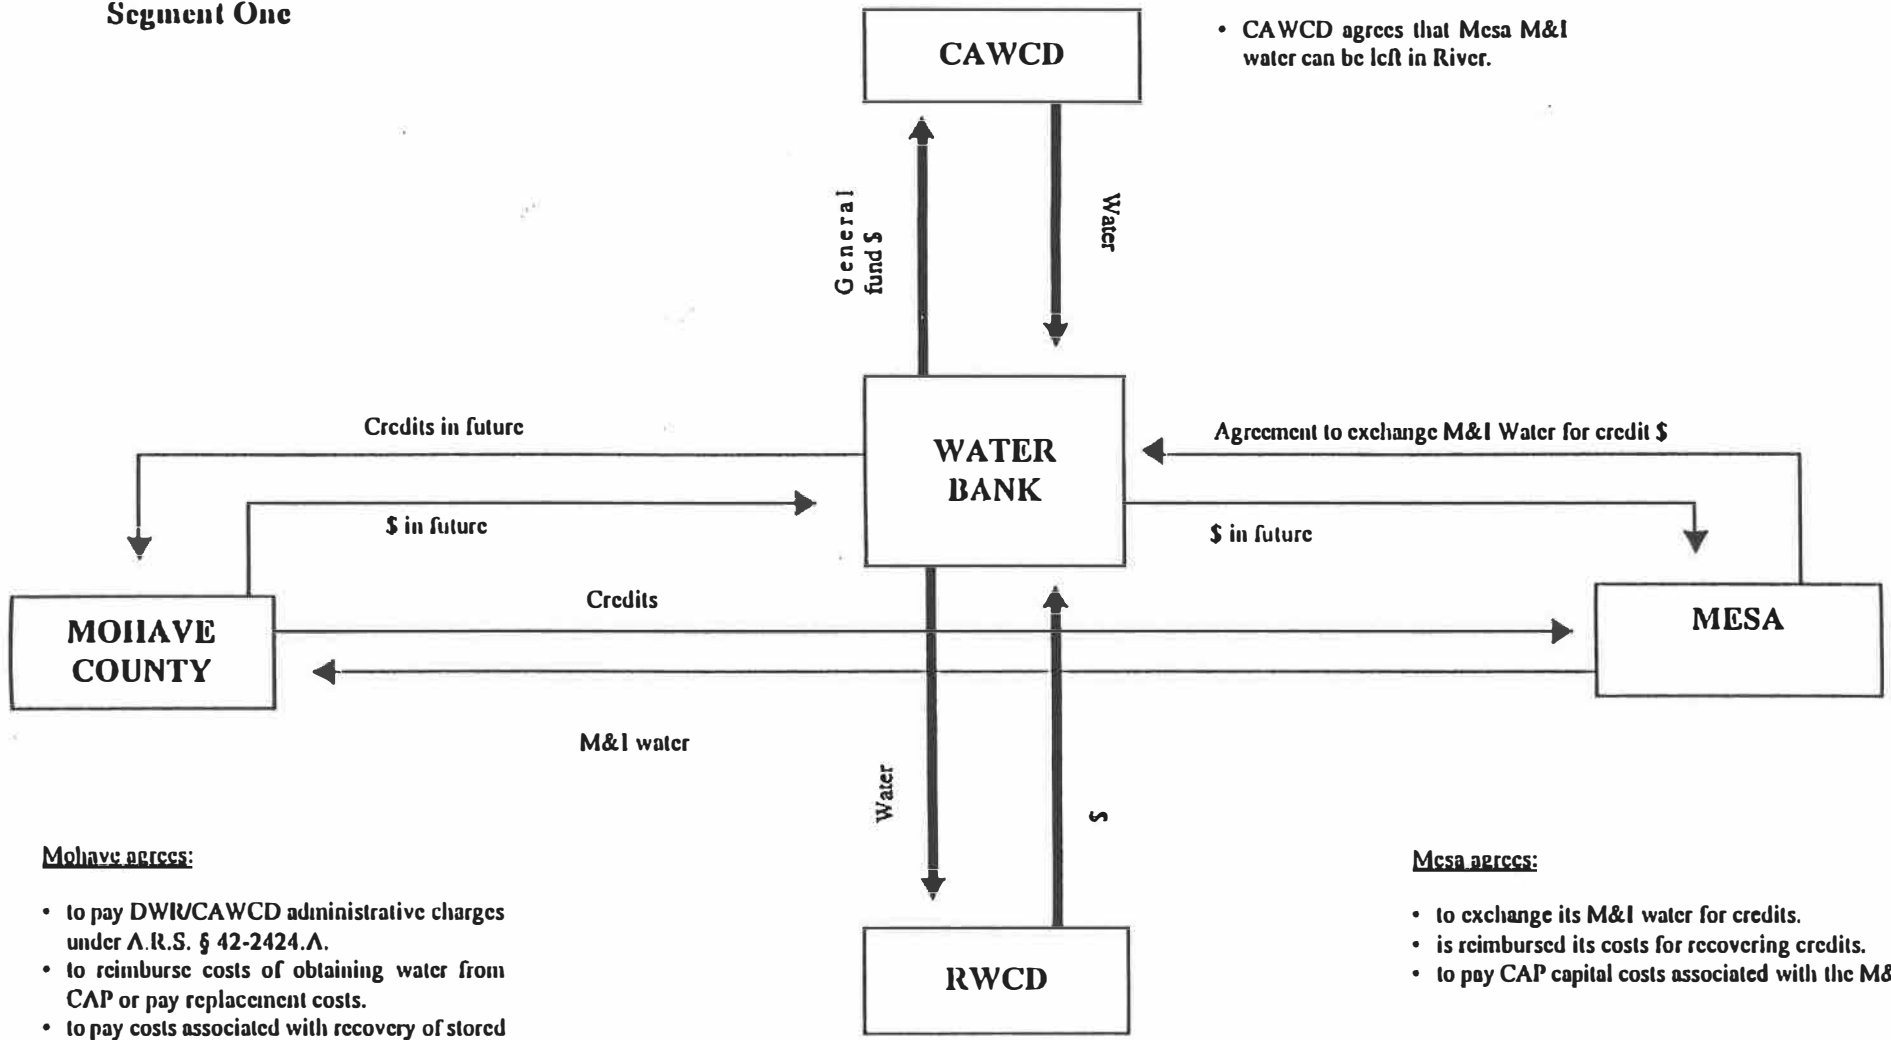 Segment One
CAWCD
• CAWCD agrees that Mesa M&I
water can be left in River.
General
fund $
Water
Credits in future
WATER
BANK
Agreement to exchange M&I Water for credit $
$ in future
$ in future
Credits
MOHAVE
COUNTY
MESA
M&I water
Water
$
Mohave agrees:
• to pay DWR/CAWCD administrative charges
under A.R.S. § 42-2424.A.
• to reimburse costs of obtaining water from
CAP or pay replacement costs.
• to pay costs associated with recovery of stored
RWCD
Mesa agrees:
• to exchange its M&I water for credits.
• is reimbursed its costs for recovering credits.
• to pay CAP capital costs associated with the M&